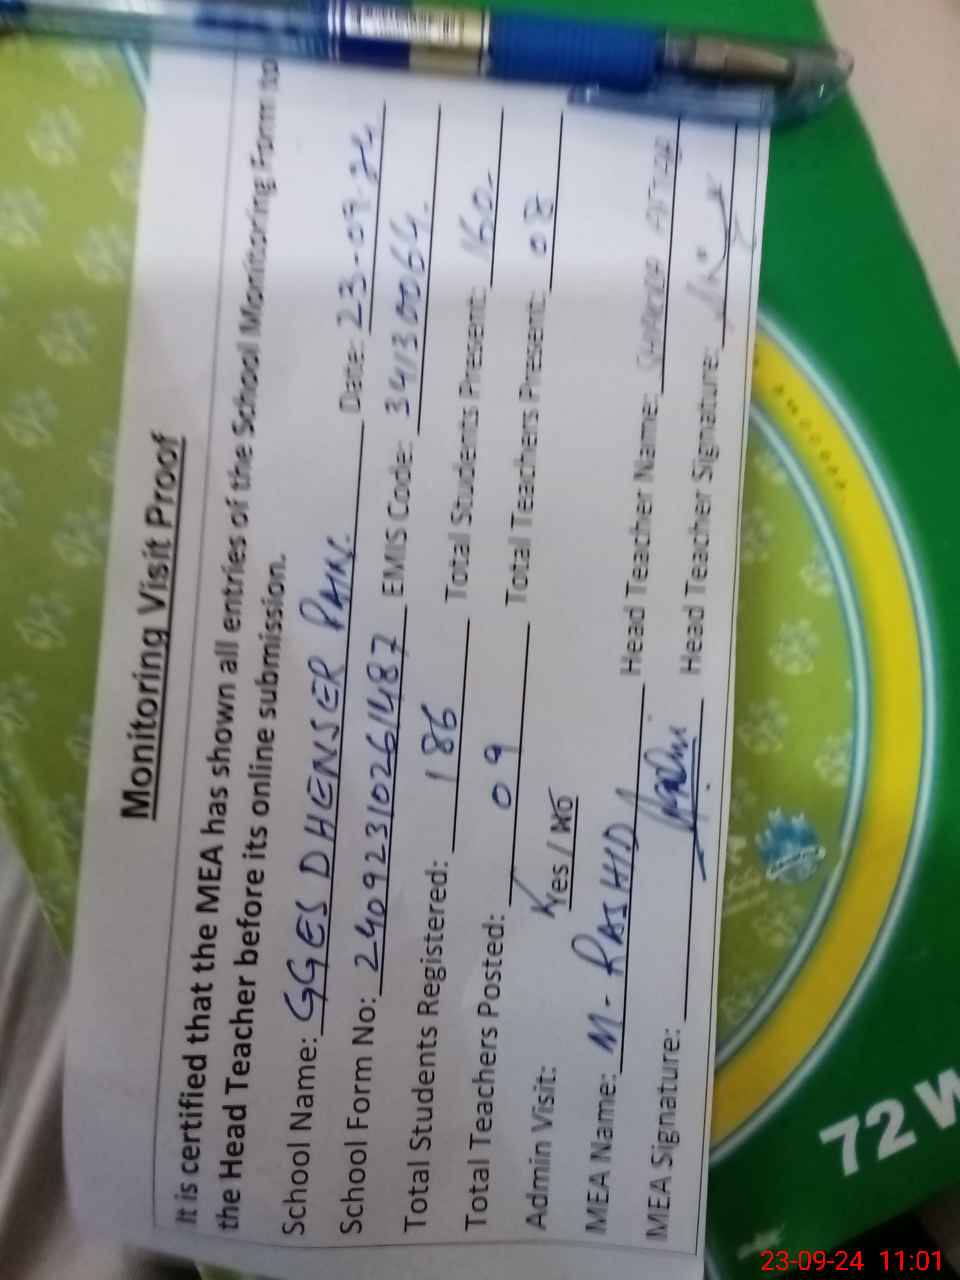 Monitoring Visit Proof
It is certified that the MEA has shown all entries of the School Monitoring Form to
the Head Teacher before its online submission.
School Name: GGES DHENSER PAIN. Date: 23-09-24
School Form No: 24092310261487 EMIS Code: 34130064.
Total Students Registered: 186 Total Students Present: 160
Total Teachers Posted: 09 Total Teachers Present: 08
Admin Visit: Yes / No
MEA Name: M- RASHID Head Teacher Name:
MEA Signature: Head Teacher Signature:
72
23-09-24 11:01